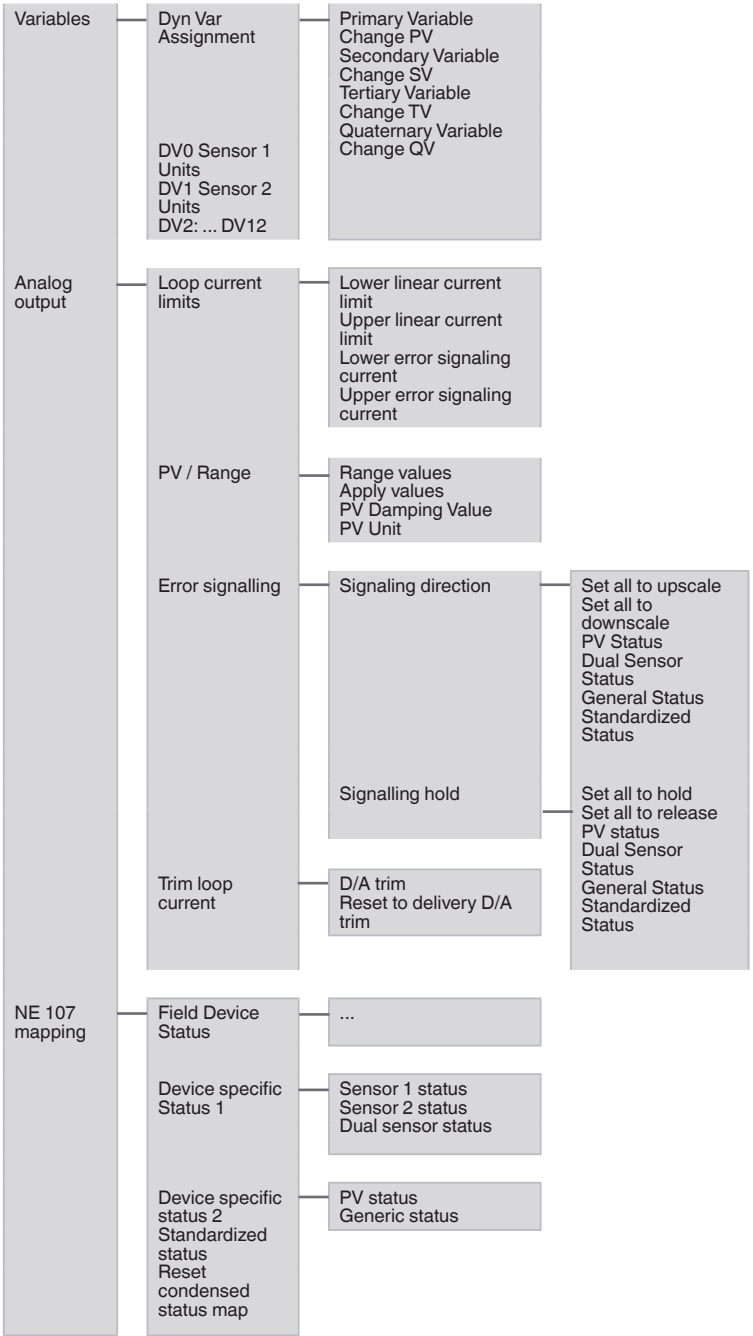 Variables
Dyn Var
Assignment
Primary Variable
Change PV
Secondary Variable
Change SV
Tertiary Variable
Change TV
Quaternary Variable
Change QV
DV0 Sensor 1
Units
DV1 Sensor 2
Units
DV2: ... DV12
Analog
output
Loop current
limits
Lower linear current
limit
Upper linear current
limit
Lower error signaling
current
Upper error signaling
current
PV / Range
Range values
Apply values
PV Damping Value
PV Unit
Error signalling
Signaling direction
Set all to upscale
Set all to
downscale
PV Status
Dual Sensor
Status
General Status
Standardized
Status
Signalling hold
Set all to hold
Set all to release
PV status
Dual Sensor
Status
General Status
Standardized
Status
Trim loop
current
D/A trim
Reset to delivery D/A
trim
NE 107
mapping
Field Device
Status
...
Device specific
Status 1
Sensor 1 status
Sensor 2 status
Dual sensor status
Device specific
status 2
PV status
Generic status
Standardized
status
Reset
condensed
status map